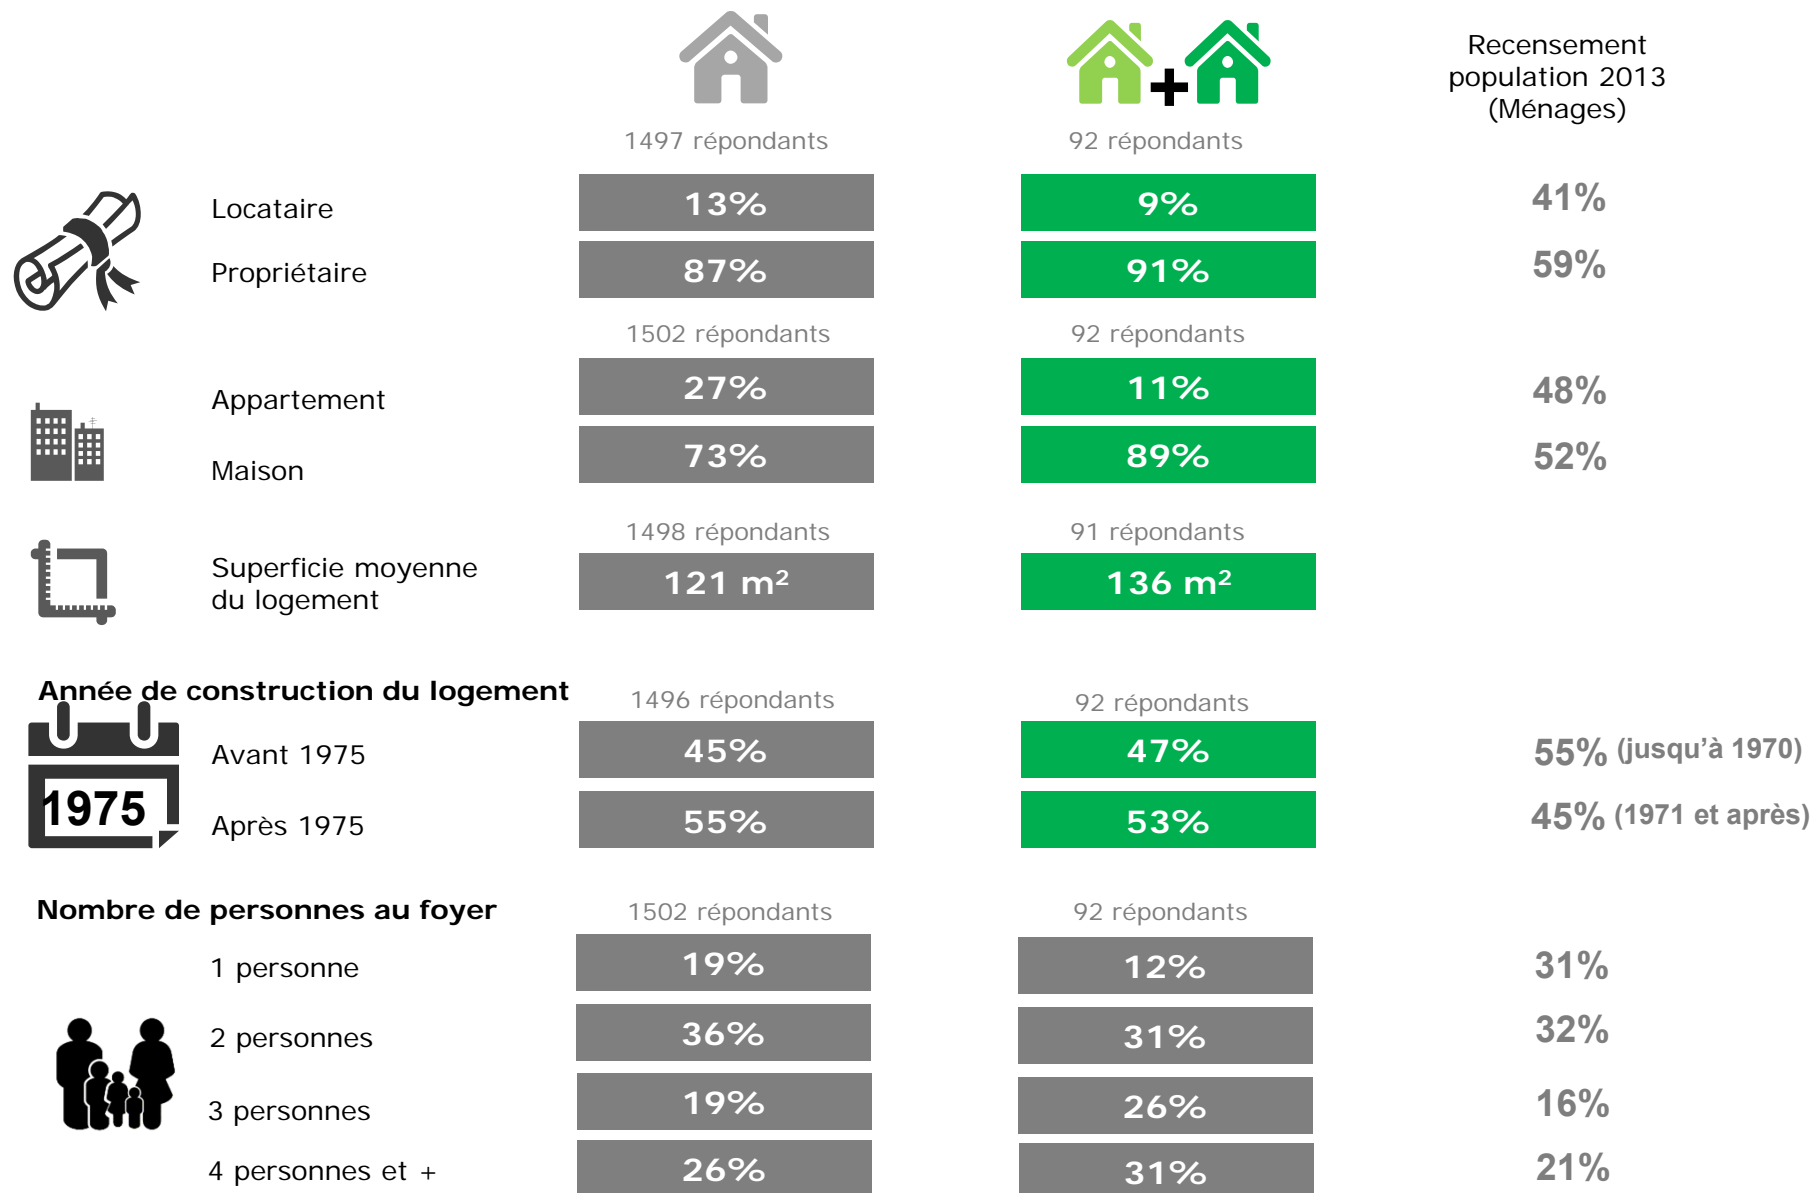 Recensement
population 2013
(Ménages)
1497 répondants
92 répondants
Locataire
13%
9%
41%
Propriétaire
87%
91%
59%
1502 répondants
92 répondants
Appartement
27%
11%
48%
Maison
73%
89%
52%
1498 répondants
91 répondants
Superficie moyenne
du logement
121 m²
136 m²
Année de construction du logement
1496 répondants
92 répondants
1975
Avant 1975
45%
47%
55% (jusqu'à 1970)
Après 1975
55%
53%
45% (1971 et après)
Nombre de personnes au foyer
1502 répondants
92 répondants
1 personne
19%
12%
31%
2 personnes
36%
31%
32%
3 personnes
19%
26%
16%
4 personnes et +
26%
31%
21%